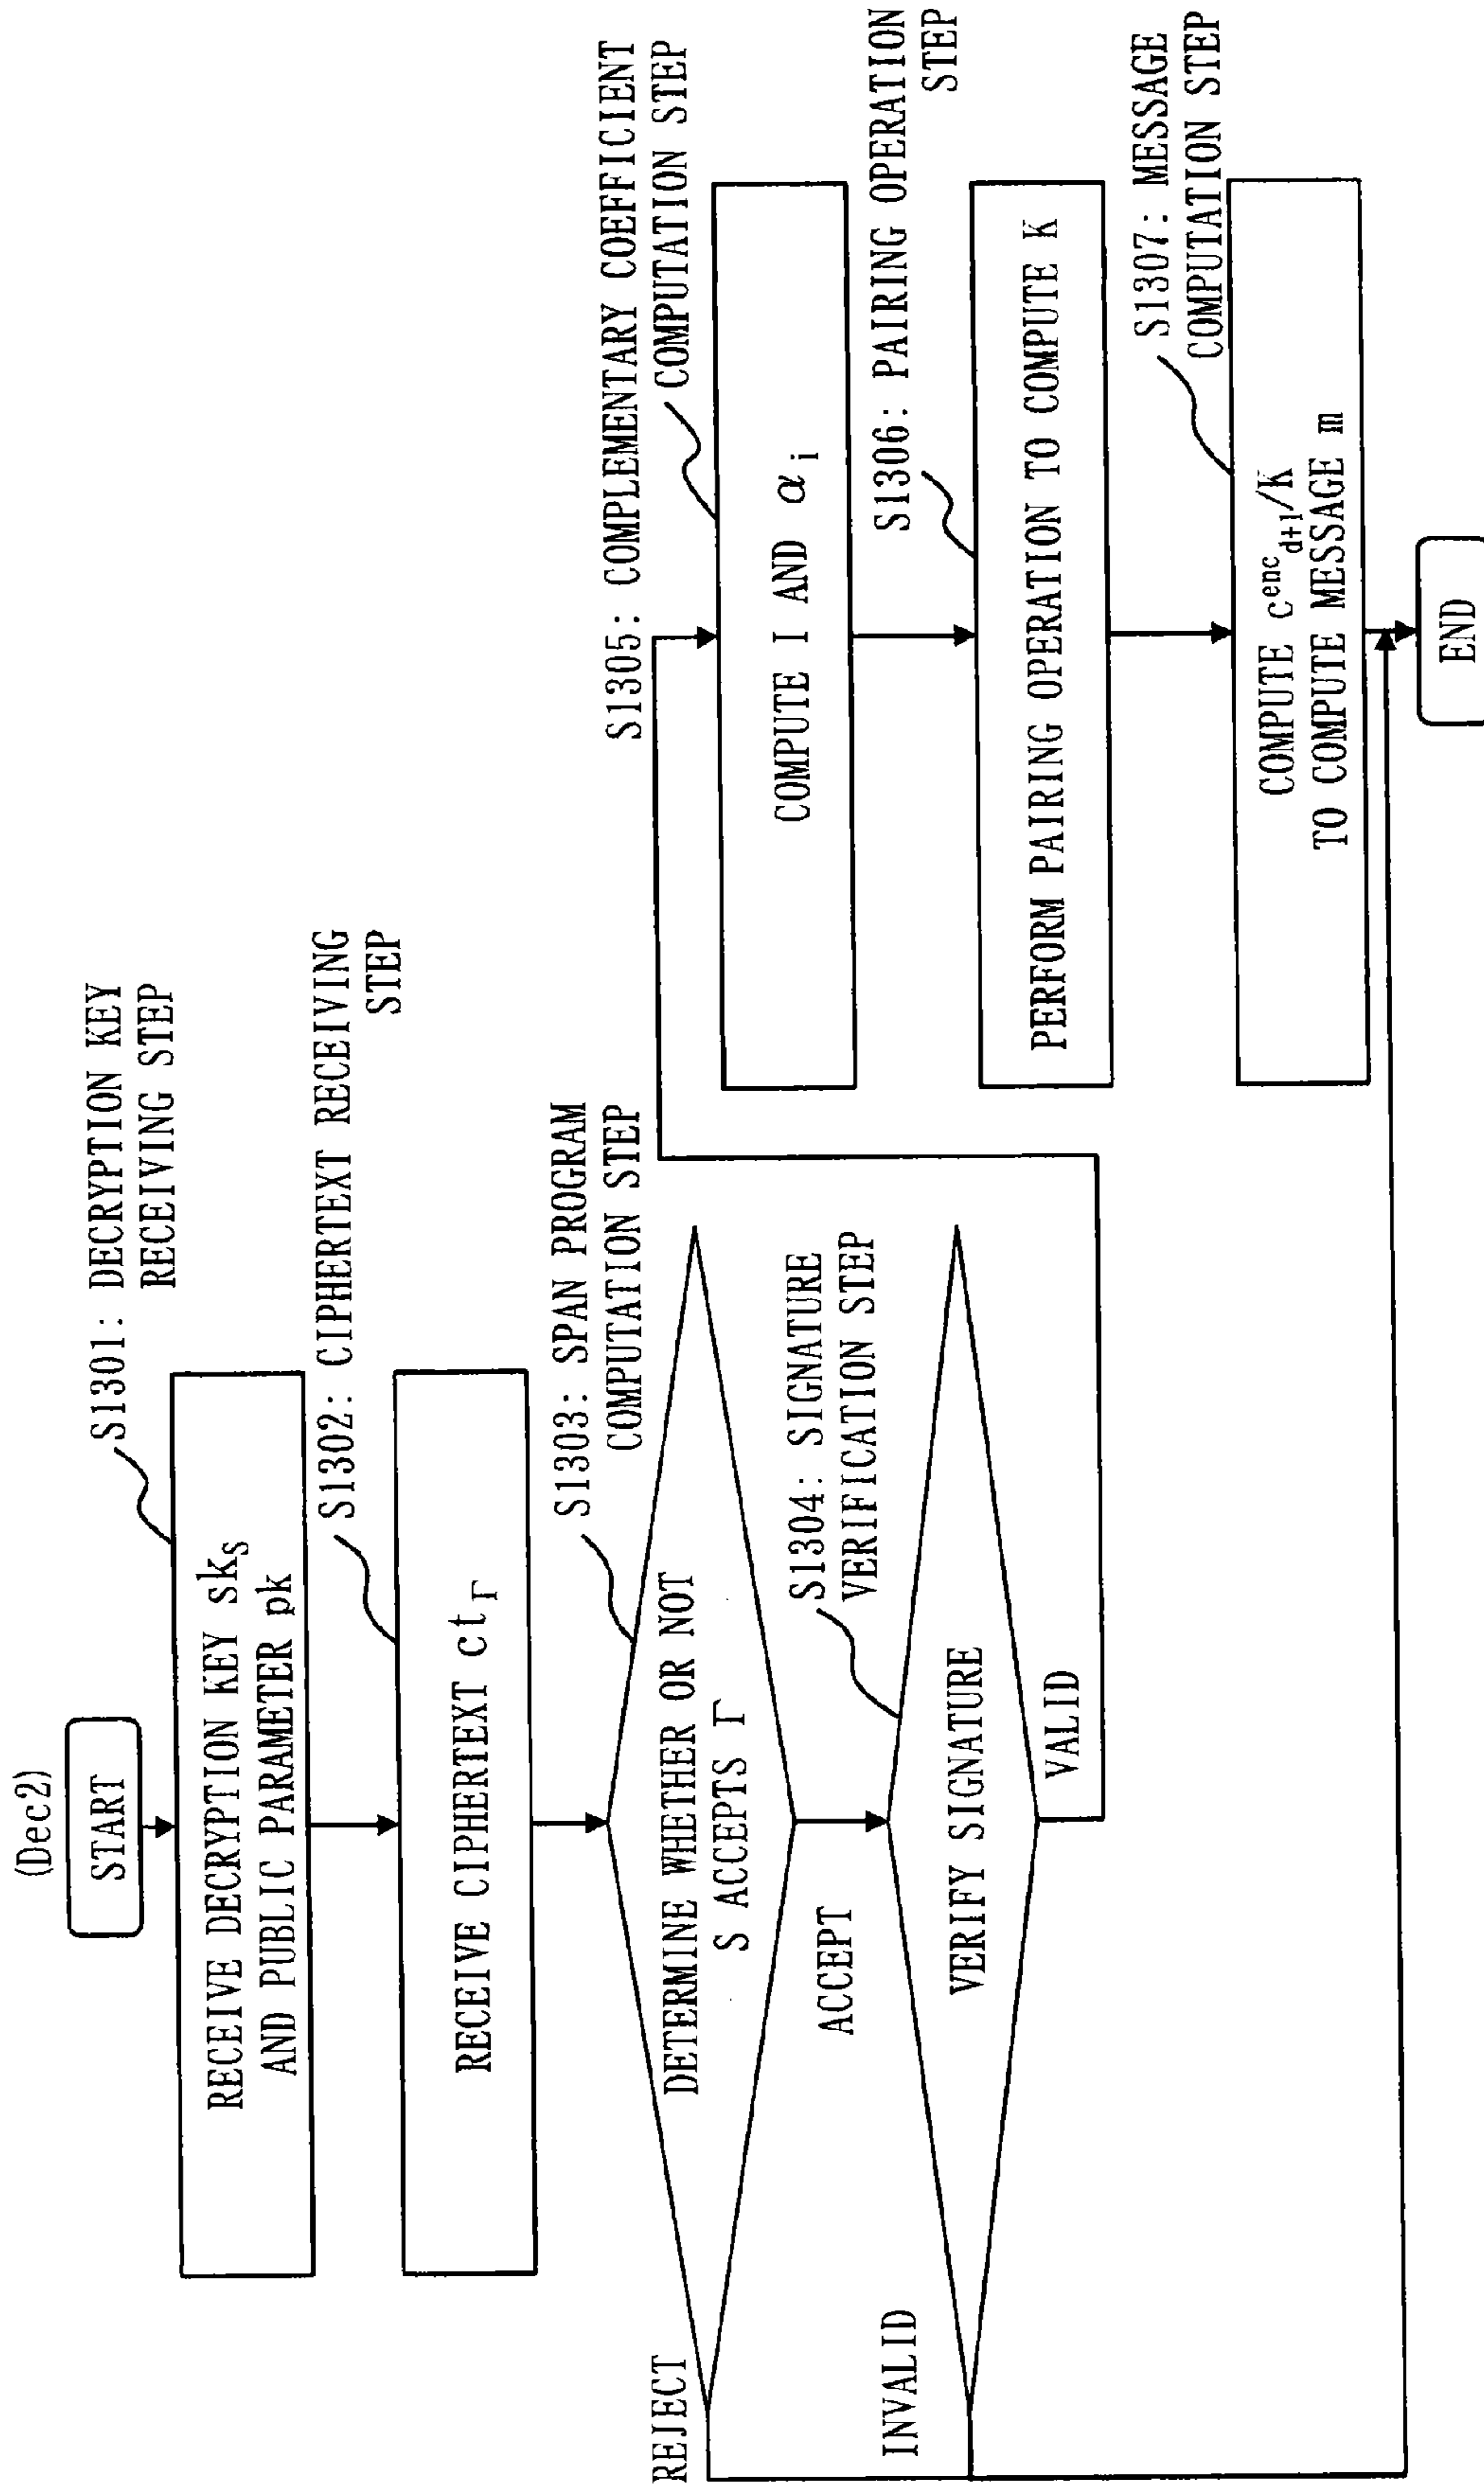 (Dec2)
START
S1301: DECRYPTION KEY
RECEIVING STEP
RECEIVE DECRYPTION KEY sk_S
AND PUBLIC PARAMETER pk
S1302: CIPHERTEXT RECEIVING
STEP
RECEIVE CIPHERTEXT ct_Γ
S1303: SPAN PROGRAM
COMPUTATION STEP
REJECT
DETERMINE WHETHER OR NOT
S ACCEPTS Γ
ACCEPT
S1304: SIGNATURE
VERIFICATION STEP
INVALID
VERIFY SIGNATURE
VALID
S1305: COMPLEMENTARY COEFFICIENT
COMPUTATION STEP
COMPUTE I AND α_i
S1306: PAIRING OPERATION
STEP
PERFORM PAIRING OPERATION TO COMPUTE K
S1307: MESSAGE
COMPUTATION STEP
COMPUTE c^enc_d+1/K
TO COMPUTE MESSAGE m
END